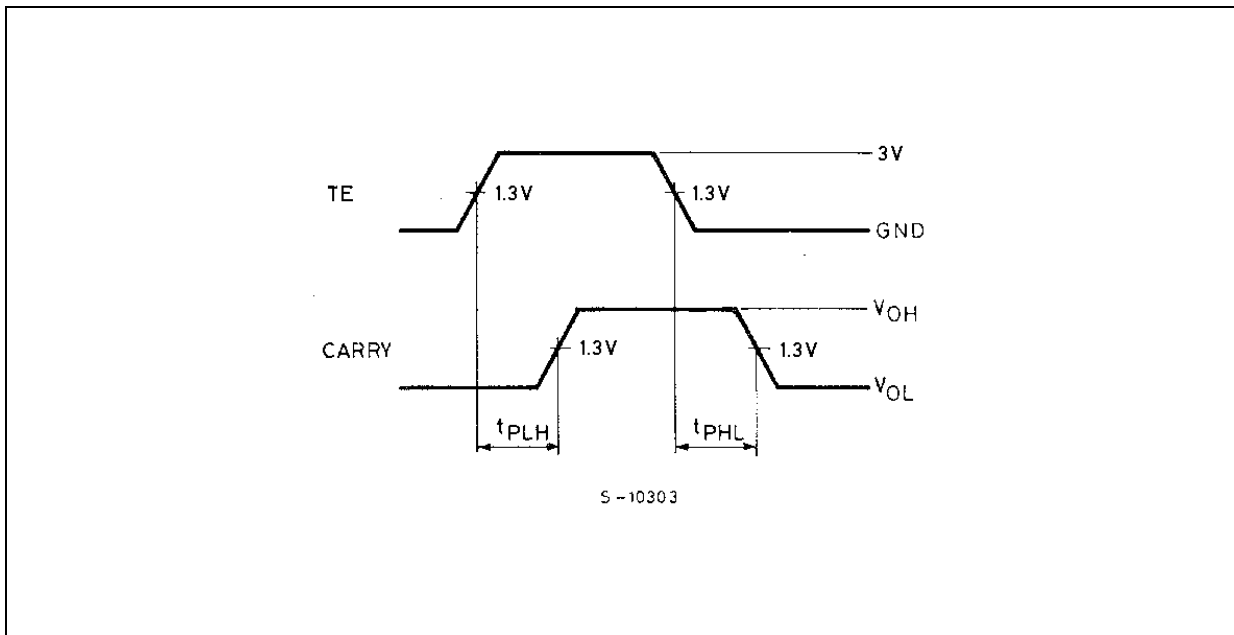 3V
TE
1.3V
1.3V
GND
VOH
CARRY
1.3V
1.3V
VOL
tPLH
tPHL
S-10303